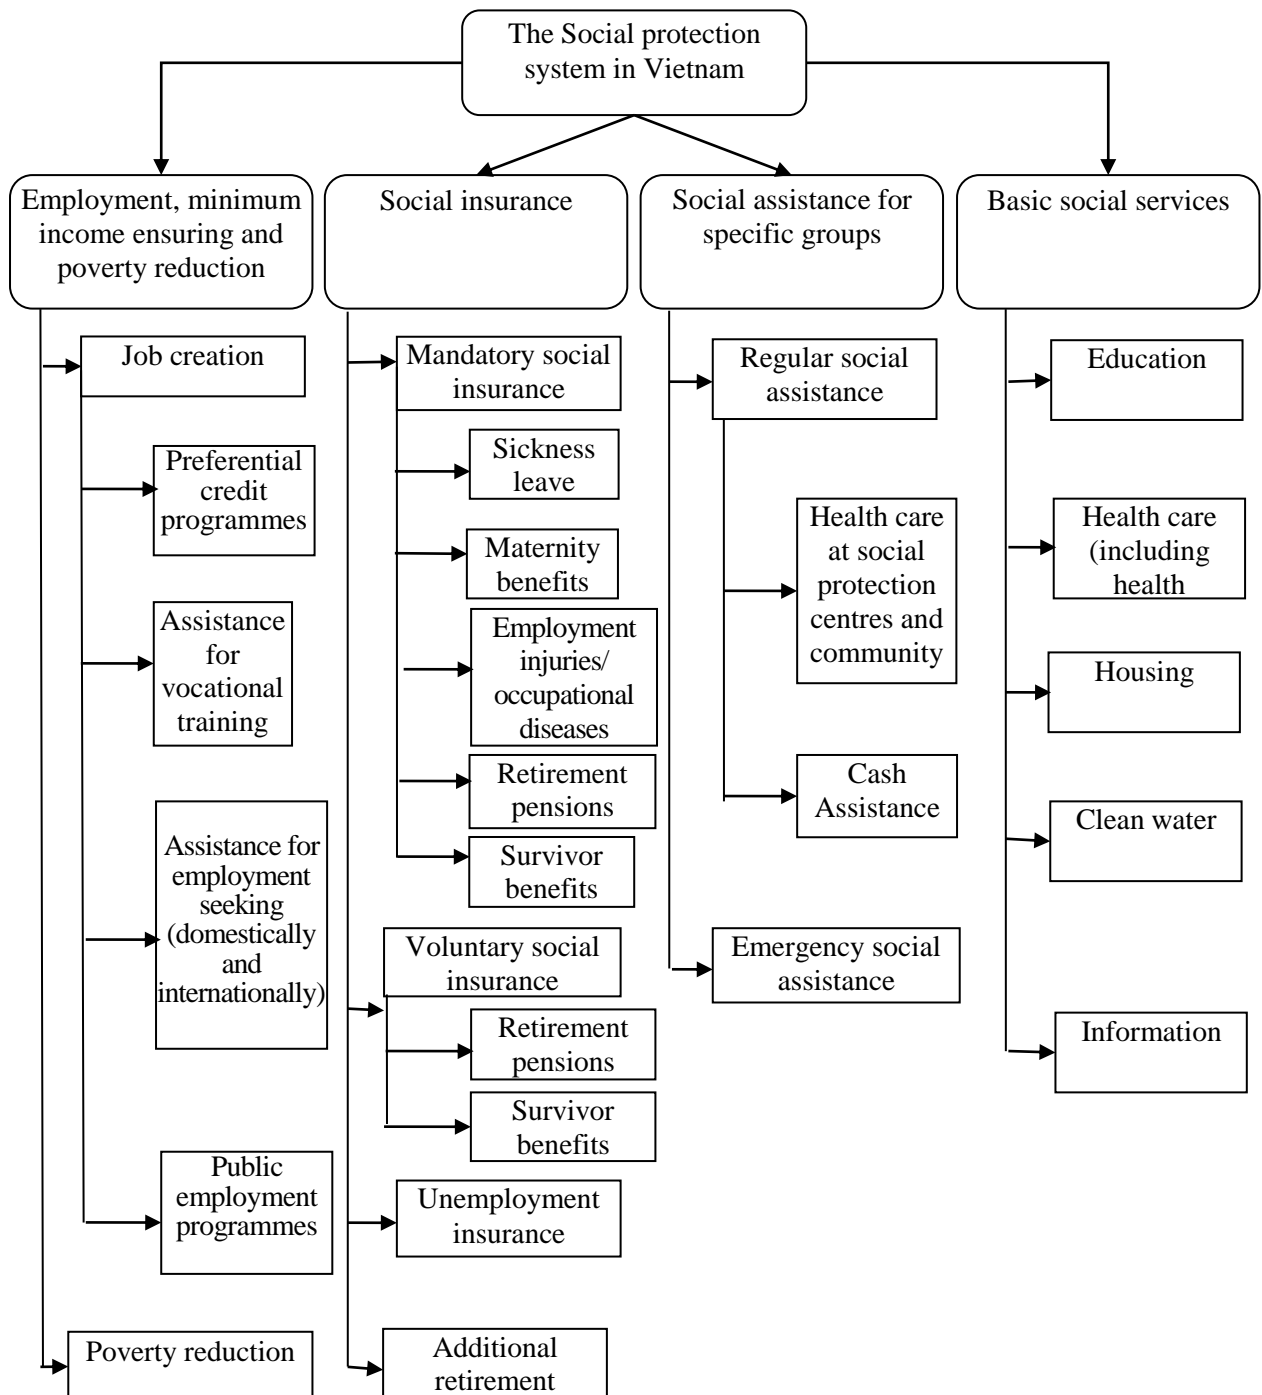 The Social protection
system in Vietnam
Employment, minimum
income ensuring and
poverty reduction
Social insurance
Social assistance for
specific groups
Basic social services
Job creation
Preferential
credit
programmes
Assistance
for
vocational
training
Assistance for
employment
seeking
(domestically
and
internationally)
Public
employment
programmes
Poverty reduction
Mandatory social
insurance
Sickness
leave
Maternity
benefits
Employment
injuries/
occupational
diseases
Retirement
pensions
Survivor
benefits
Voluntary social
insurance
Retirement
pensions
Survivor
benefits
Unemployment
insurance
Additional
retirement
Regular social
assistance
Health care
at social
protection
centres and
community
Cash
Assistance
Emergency social
assistance
Education
Health care
(including
health
Housing
Clean water
Information